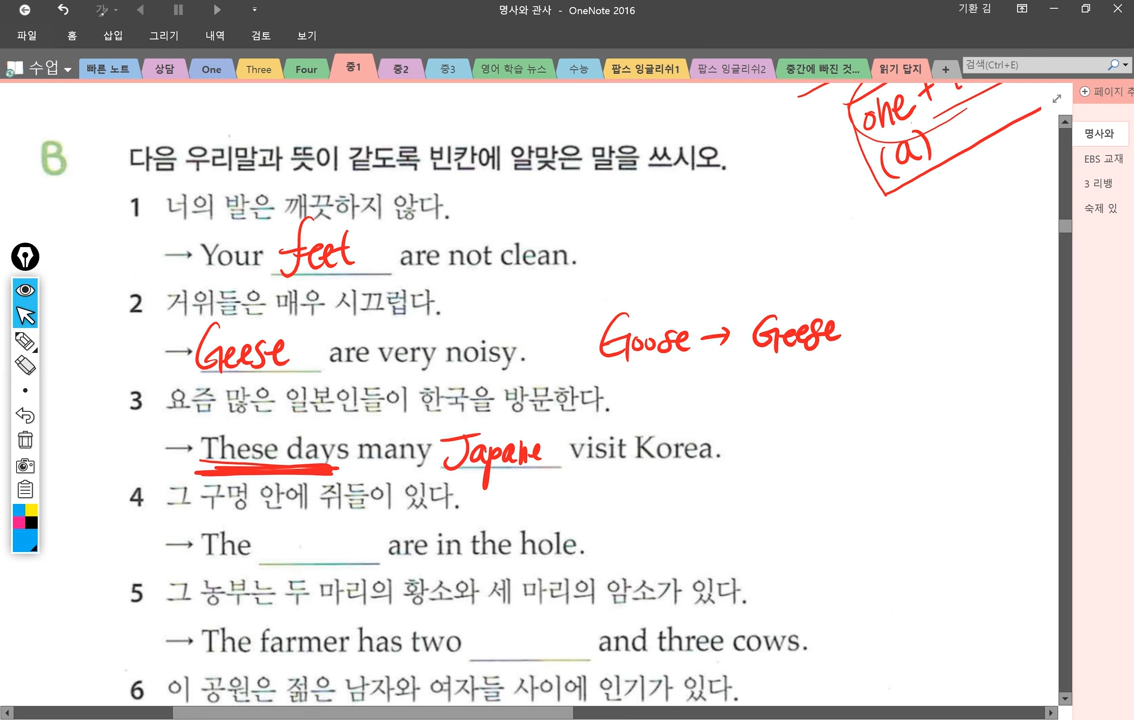 명사와 관사 - OneNote 2016
기환 김
파일 홈 삽입 그리기 내역 검토 보기
수업 빠른 노트 상담 One Three Four 중1 중2 중3 영어 학습 뉴스 수능 팝스 잉글리쉬1 팝스 잉글리쉬2 중간에 빠진 것... 읽기 답지 + 검색(Ctrl+E)
페이지 추
명사와
EBS 교재
3 리뱅
숙제 있
one +
(a)
B 다음 우리말과 뜻이 같도록 빈칸에 알맞은 말을 쓰시오.
1 너의 발은 깨끗하지 않다.
→ Your feet are not clean.
2 거위들은 매우 시끄럽다.
→ Geese are very noisy. Goose → Geese
3 요즘 많은 일본인들이 한국을 방문한다.
→ These days many Japane visit Korea.
4 그 구멍 안에 쥐들이 있다.
→ The ________ are in the hole.
5 그 농부는 두 마리의 황소와 세 마리의 암소가 있다.
→ The farmer has two ________ and three cows.
6 이 공원은 젊은 남자와 여자들 사이에 인기가 있다.